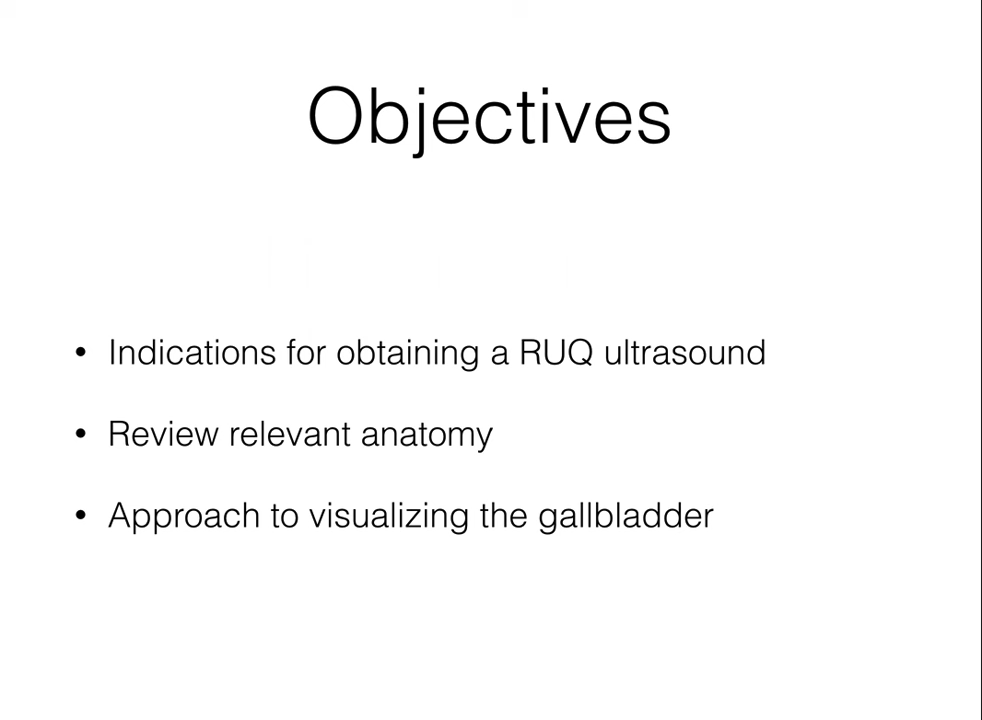 Objectives
• Indications for obtaining a RUQ ultrasound
• Review relevant anatomy
• Approach to visualizing the gallbladder